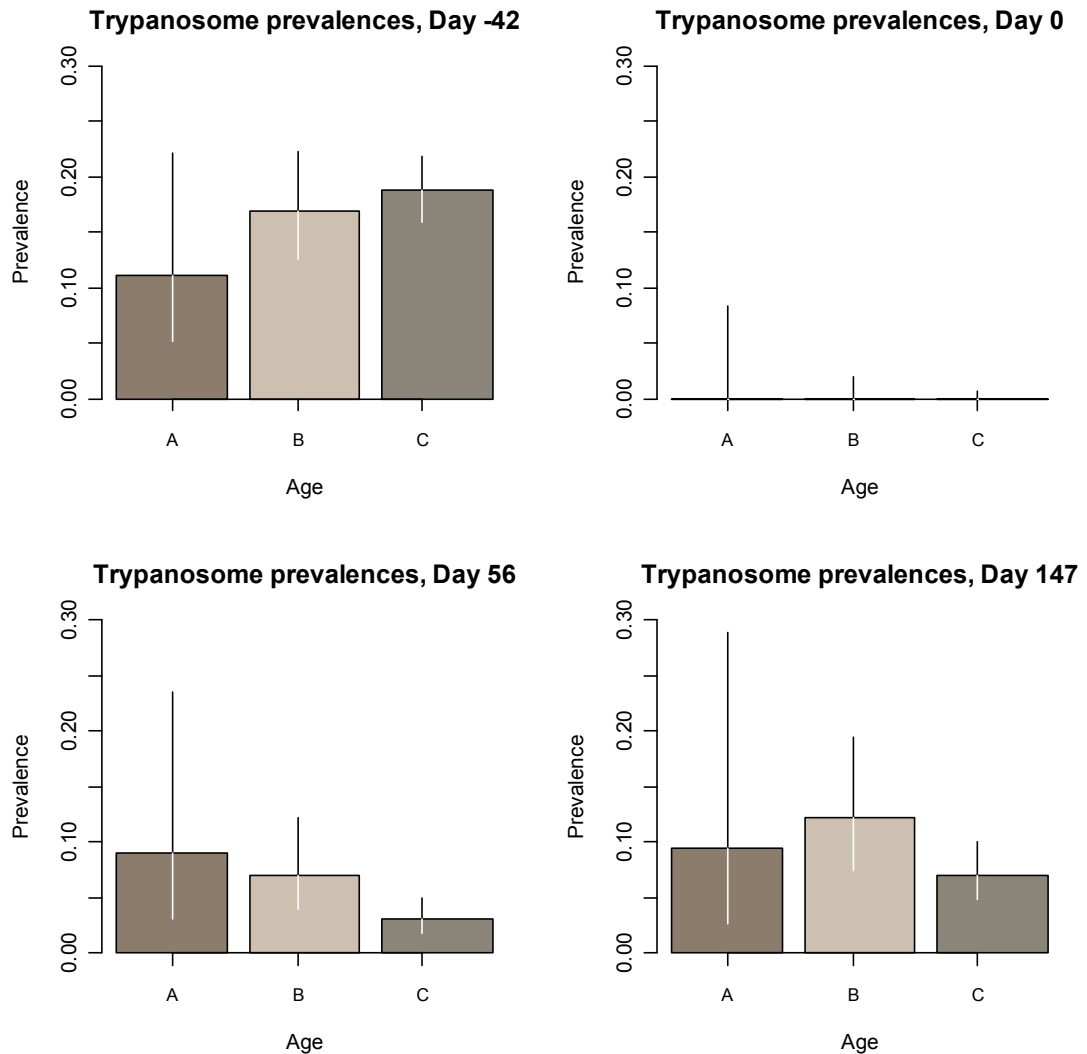 Trypanosome prevalences, Day -42
Prevalence
0.30
0.20
0.10
0.00
A B C
Age
Trypanosome prevalences, Day 0
Prevalence
0.30
0.20
0.10
0.00
A B C
Age
Trypanosome prevalences, Day 56
Prevalence
0.30
0.20
0.10
0.00
A B C
Age
Trypanosome prevalences, Day 147
Prevalence
0.30
0.20
0.10
0.00
A B C
Age